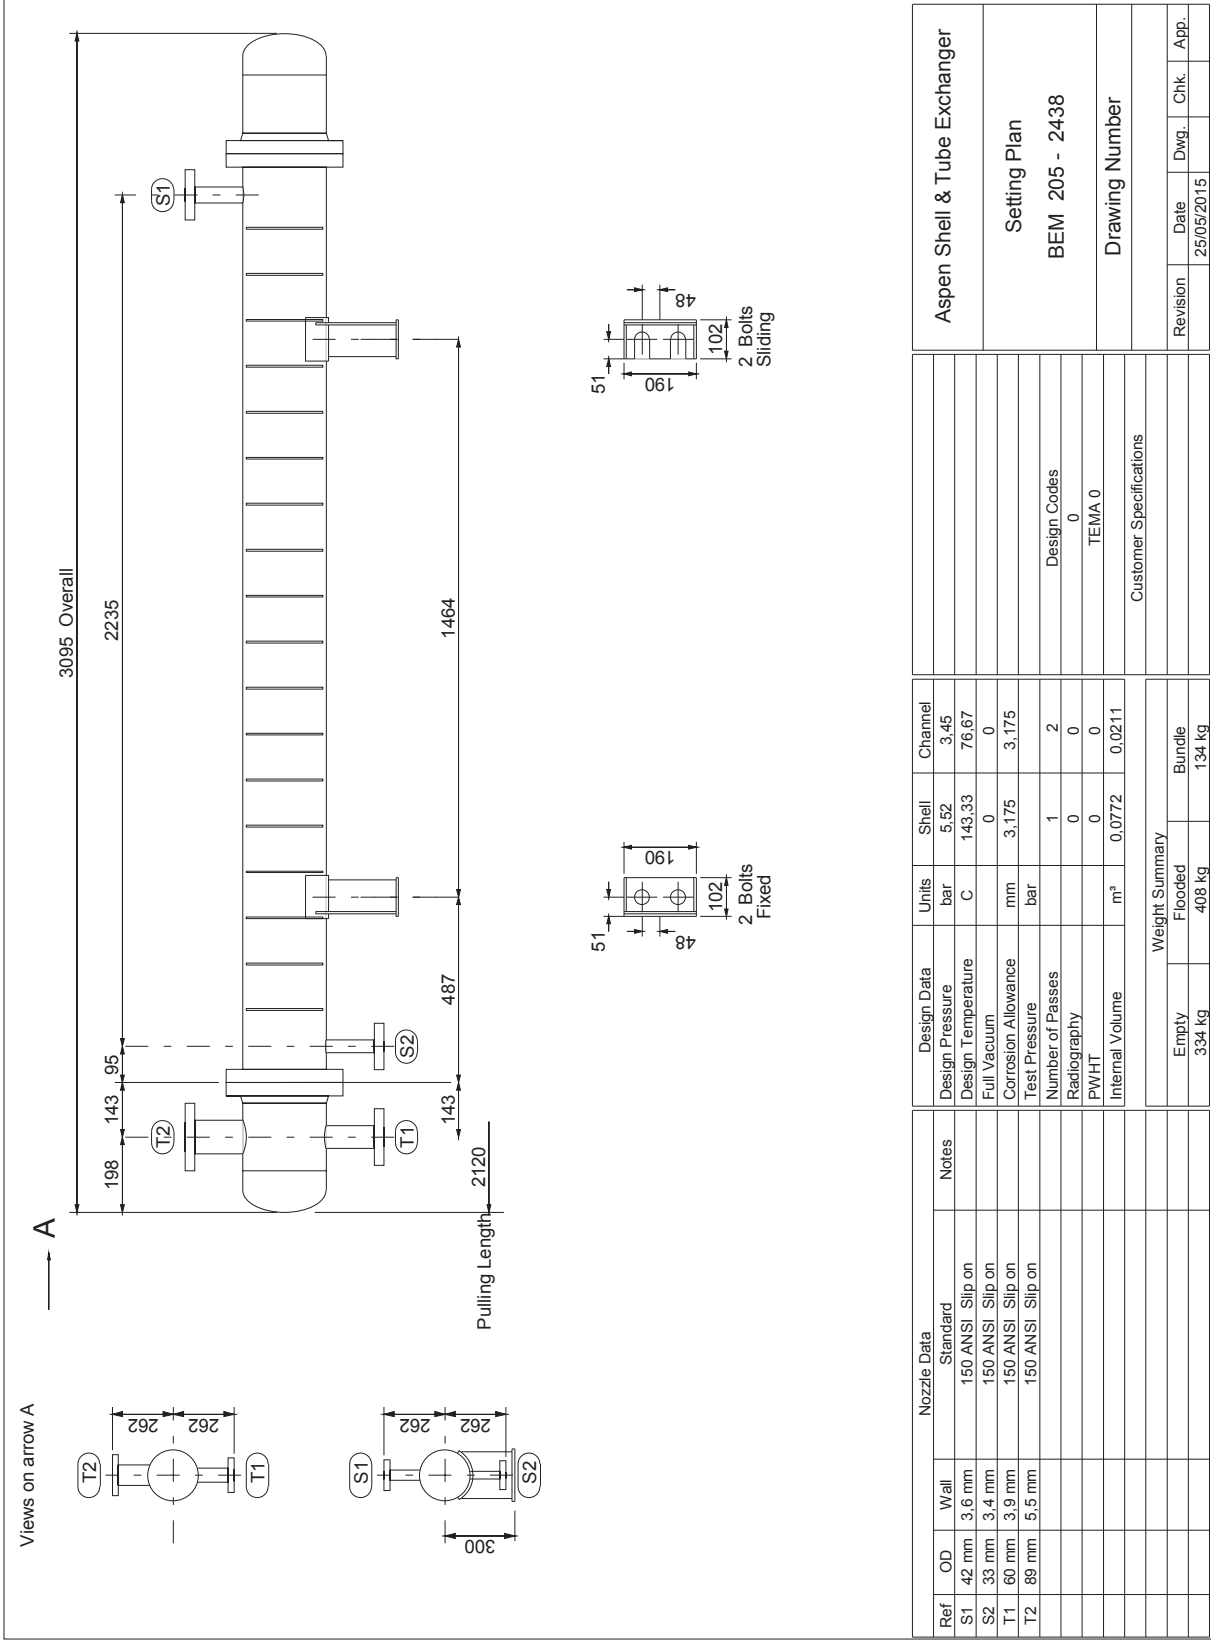 Views on arrow A
T2
262
262
T1
S1
262
262
S2
300
A
3095 Overall
198
143
95
2235
T2
S1
T1
S2
143
487
1464
Pulling Length
2120
51
190
48
102
2 Bolts
Fixed
51
190
48
102
2 Bolts
Sliding
Nozzle Data
Ref OD Wall Standard Notes
S1 42 mm 3,6 mm 150 ANSI Slip on
S2 33 mm 3,4 mm 150 ANSI Slip on
T1 60 mm 3,9 mm 150 ANSI Slip on
T2 89 mm 5,5 mm 150 ANSI Slip on
Design Data Units Shell Channel
Design Pressure bar 5,52 3,45
Design Temperature C 143,33 76,67
Full Vacuum 0 0
Corrosion Allowance mm 3,175 3,175
Test Pressure bar
Number of Passes 1 2
Radiography 0 0
PWHT 0 0
Internal Volume m³ 0,0772 0,0211
Weight Summary
Empty Flooded Bundle
334 kg 408 kg 134 kg
Design Codes
0
TEMA 0
Customer Specifications
Aspen Shell & Tube Exchanger
Setting Plan
BEM 205 - 2438
Drawing Number
Revision Date Dwg. Chk. App.
25/05/2015